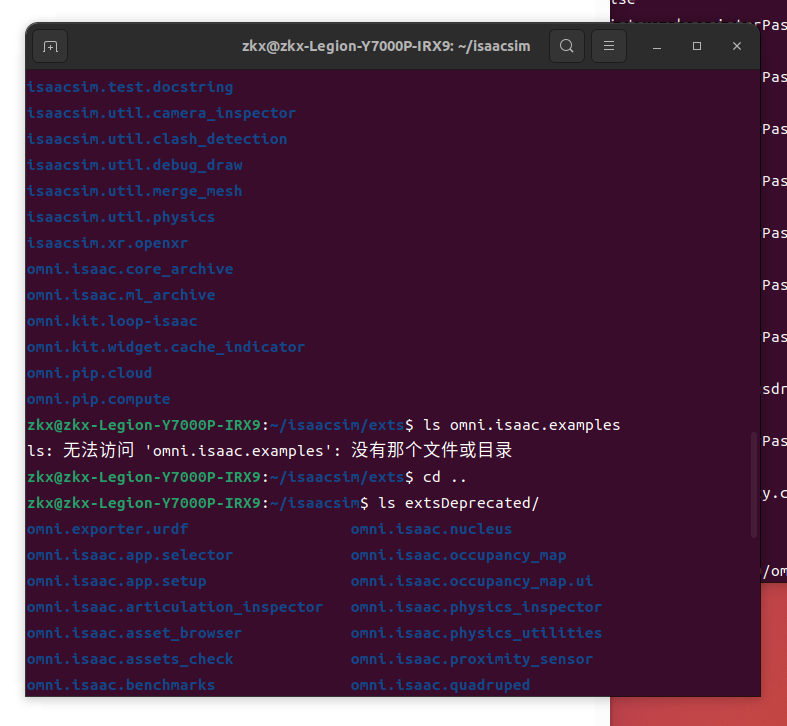 zkx@zkx-Legion-Y7000P-IRX9: ~/isaacsim
isaacsim.test.docstring
isaacsim.util.camera_inspector
isaacsim.util.clash_detection
isaacsim.util.debug_draw
isaacsim.util.merge_mesh
isaacsim.util.physics
isaacsim.xr.openxr
omni.isaac.core_archive
omni.isaac.ml_archive
omni.kit.loop-isaac
omni.kit.widget.cache_indicator
omni.pip.cloud
omni.pip.compute
zkx@zkx-Legion-Y7000P-IRX9:~/isaacsim/exts$ ls omni.isaac.examples
ls: 无法访问 'omni.isaac.examples': 没有那个文件或目录
zkx@zkx-Legion-Y7000P-IRX9:~/isaacsim/exts$ cd ..
zkx@zkx-Legion-Y7000P-IRX9:~/isaacsim$ ls extsDeprecated/
omni.exporter.urdf omni.isaac.nucleus
omni.isaac.app.selector omni.isaac.occupancy_map
omni.isaac.app.setup omni.isaac.occupancy_map.ui
omni.isaac.articulation_inspector omni.isaac.physics_inspector
omni.isaac.asset_browser omni.isaac.physics_utilities
omni.isaac.assets_check omni.isaac.proximity_sensor
omni.isaac.benchmarks omni.isaac.quadruped
Pas
Pas
Pas
Pas
Pas
Pas
Pas
sdr
Pas
y.c
/om